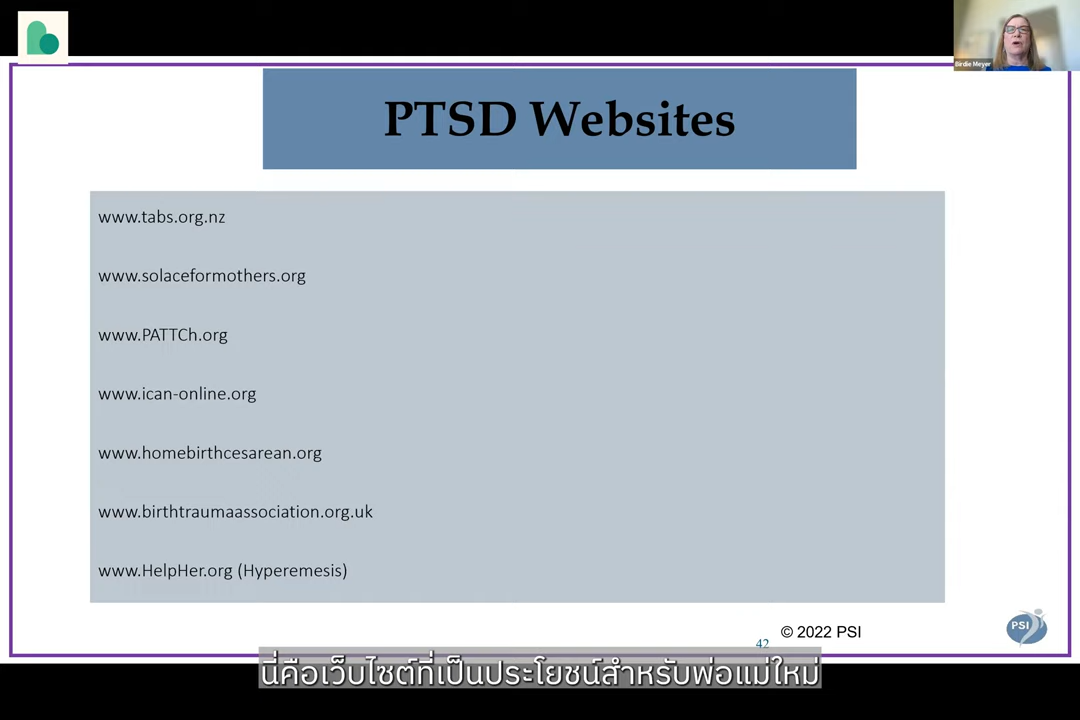 Birdie Meyer
PTSD Websites
www.tabs.org.nz
www.solaceformothers.org
www.PATTCh.org
www.ican-online.org
www.homebirthcesarean.org
www.birthtraumaassociation.org.uk
www.HelpHer.org (Hyperemesis)
PSI
© 2022 PSI
42
นี่คือเว็บไซต์ที่เป็นประโยชน์สำหรับพ่อแม่ใหม่